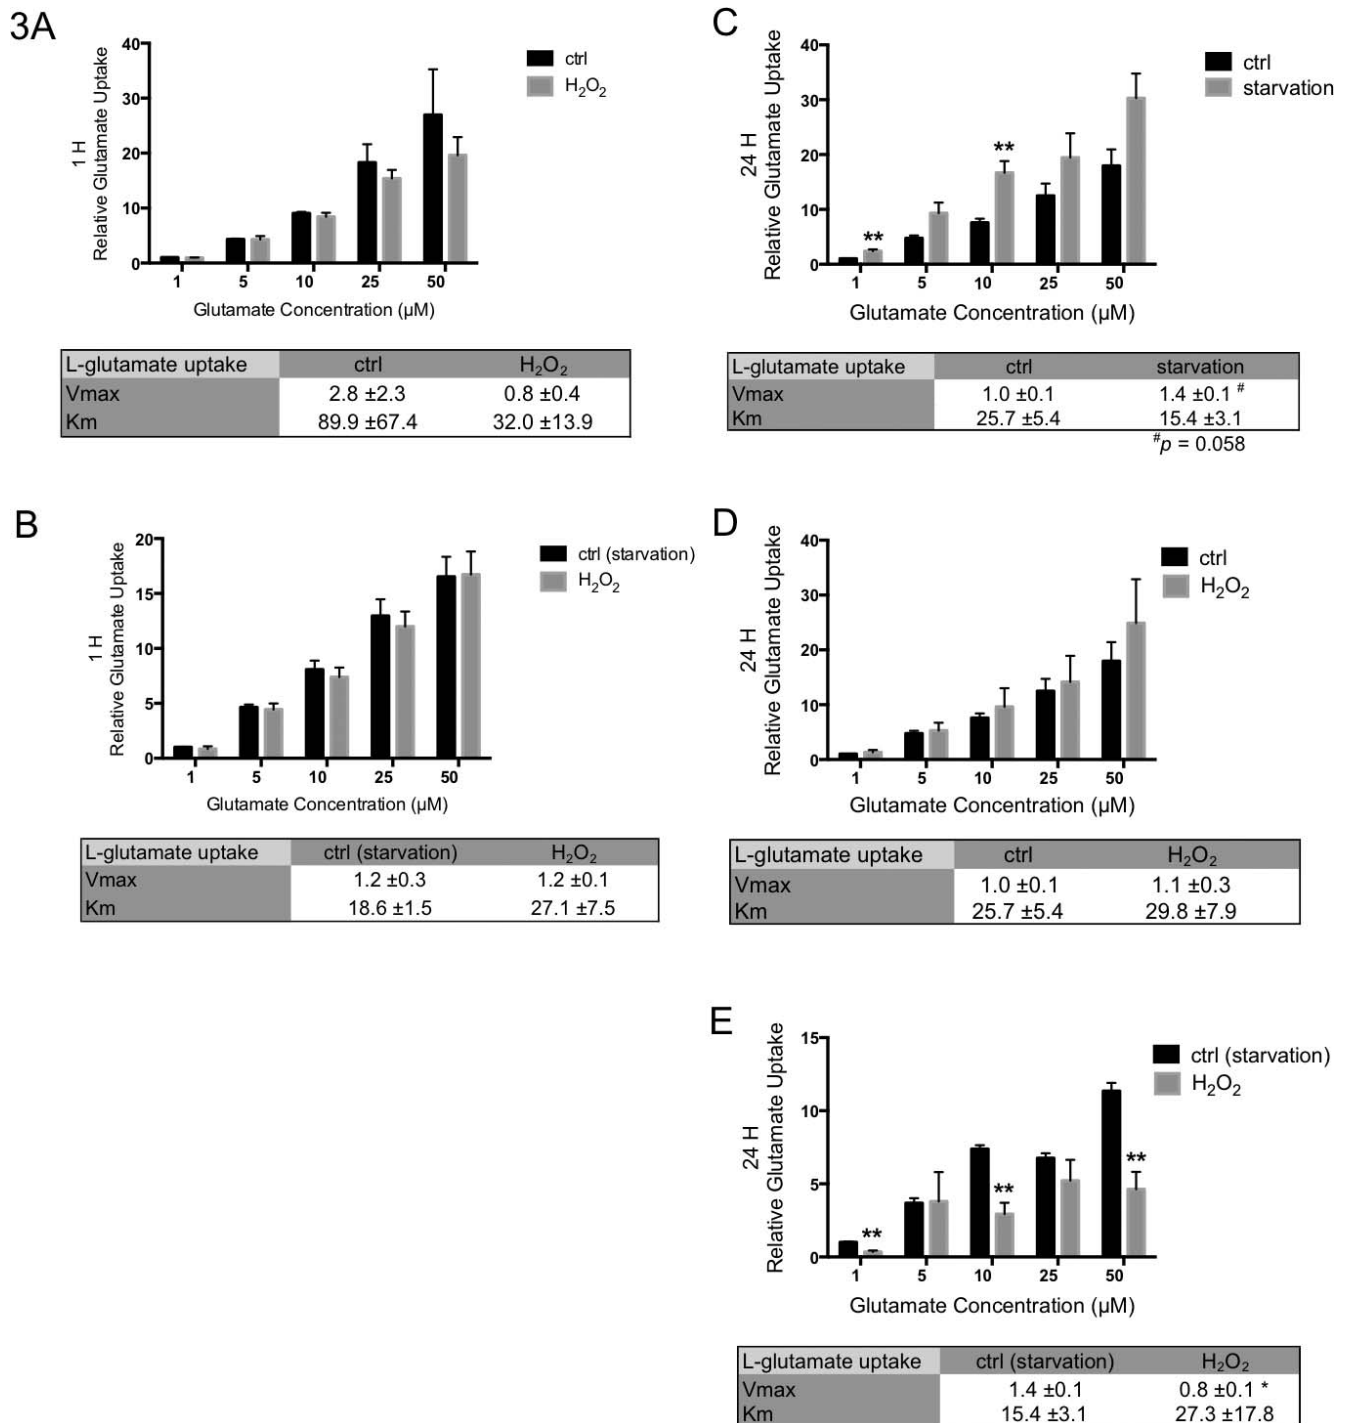 3A
40
30
20
10
0
1 H
Relative Glutamate Uptake
ctrl
H₂O₂
1 5 10 25 50
Glutamate Concentration (µM)
L-glutamate uptake ctrl H₂O₂
Vmax 2.8 ±2.3 0.8 ±0.4
Km 89.9 ±67.4 32.0 ±13.9
B
20
15
10
5
0
1 H
Relative Glutamate Uptake
ctrl (starvation)
H₂O₂
1 5 10 25 50
Glutamate Concentration (µM)
L-glutamate uptake ctrl (starvation) H₂O₂
Vmax 1.2 ±0.3 1.2 ±0.1
Km 18.6 ±1.5 27.1 ±7.5
C
40
30
20
10
0
24 H
Relative Glutamate Uptake
ctrl
starvation
**
**
1 5 10 25 50
Glutamate Concentration (µM)
L-glutamate uptake ctrl starvation
Vmax 1.0 ±0.1 1.4 ±0.1 #
Km 25.7 ±5.4 15.4 ±3.1
#p = 0.058
D
40
30
20
10
0
24 H
Relative Glutamate Uptake
ctrl
H₂O₂
1 5 10 25 50
Glutamate Concentration (µM)
L-glutamate uptake ctrl H₂O₂
Vmax 1.0 ±0.1 1.1 ±0.3
Km 25.7 ±5.4 29.8 ±7.9
E
15
10
5
0
24 H
Relative Glutamate Uptake
ctrl (starvation)
H₂O₂
**
**
**
1 5 10 25 50
Glutamate Concentration (µM)
L-glutamate uptake ctrl (starvation) H₂O₂
Vmax 1.4 ±0.1 0.8 ±0.1 *
Km 15.4 ±3.1 27.3 ±17.8